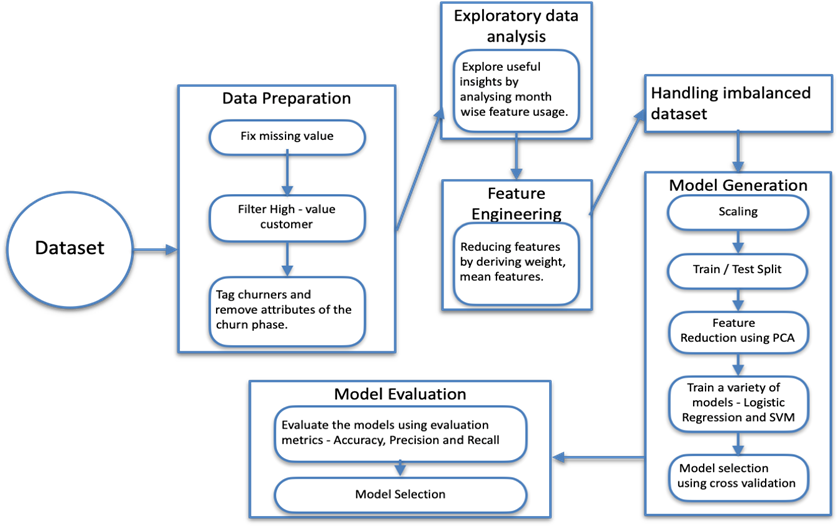 Dataset
Data Preparation
Fix missing value
Filter High - value
customer
Tag churners and
remove attributes of the
churn phase.
Exploratory data
analysis
Explore useful
insights by
analysing month
wise feature usage.
Feature
Engineering
Reducing features
by deriving weight,
mean features.
Handling imbalanced
dataset
Model Generation
Scaling
Train / Test Split
Feature
Reduction using PCA
Train a variety of
models - Logistic
Regression and SVM
Model selection
using cross validation
Model Evaluation
Evaluate the models using evaluation
metrics - Accuracy, Precision and Recall
Model Selection